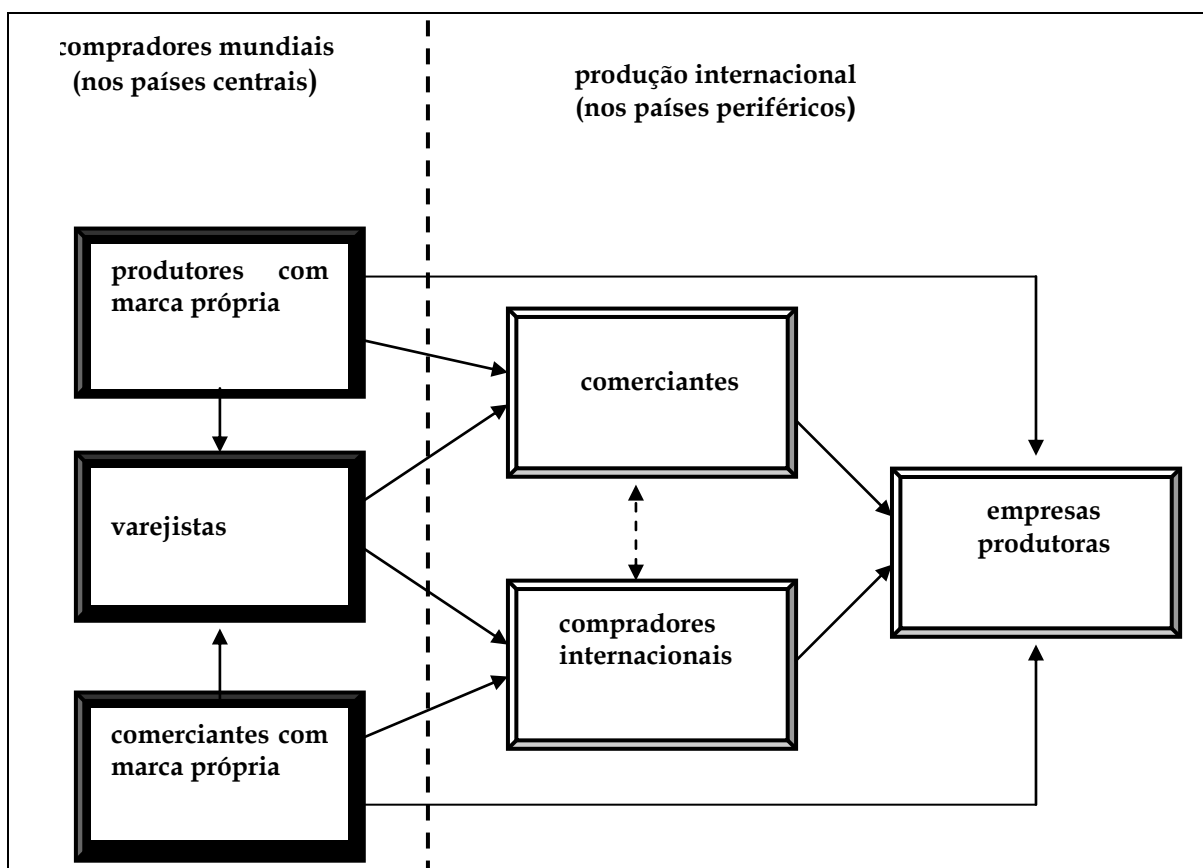 compradores mundiais
(nos países centrais)
produção internacional
(nos países periféricos)
produtores com
marca própria
comerciantes
varejistas
empresas
produtoras
compradores
internacionais
comerciantes com
marca própria